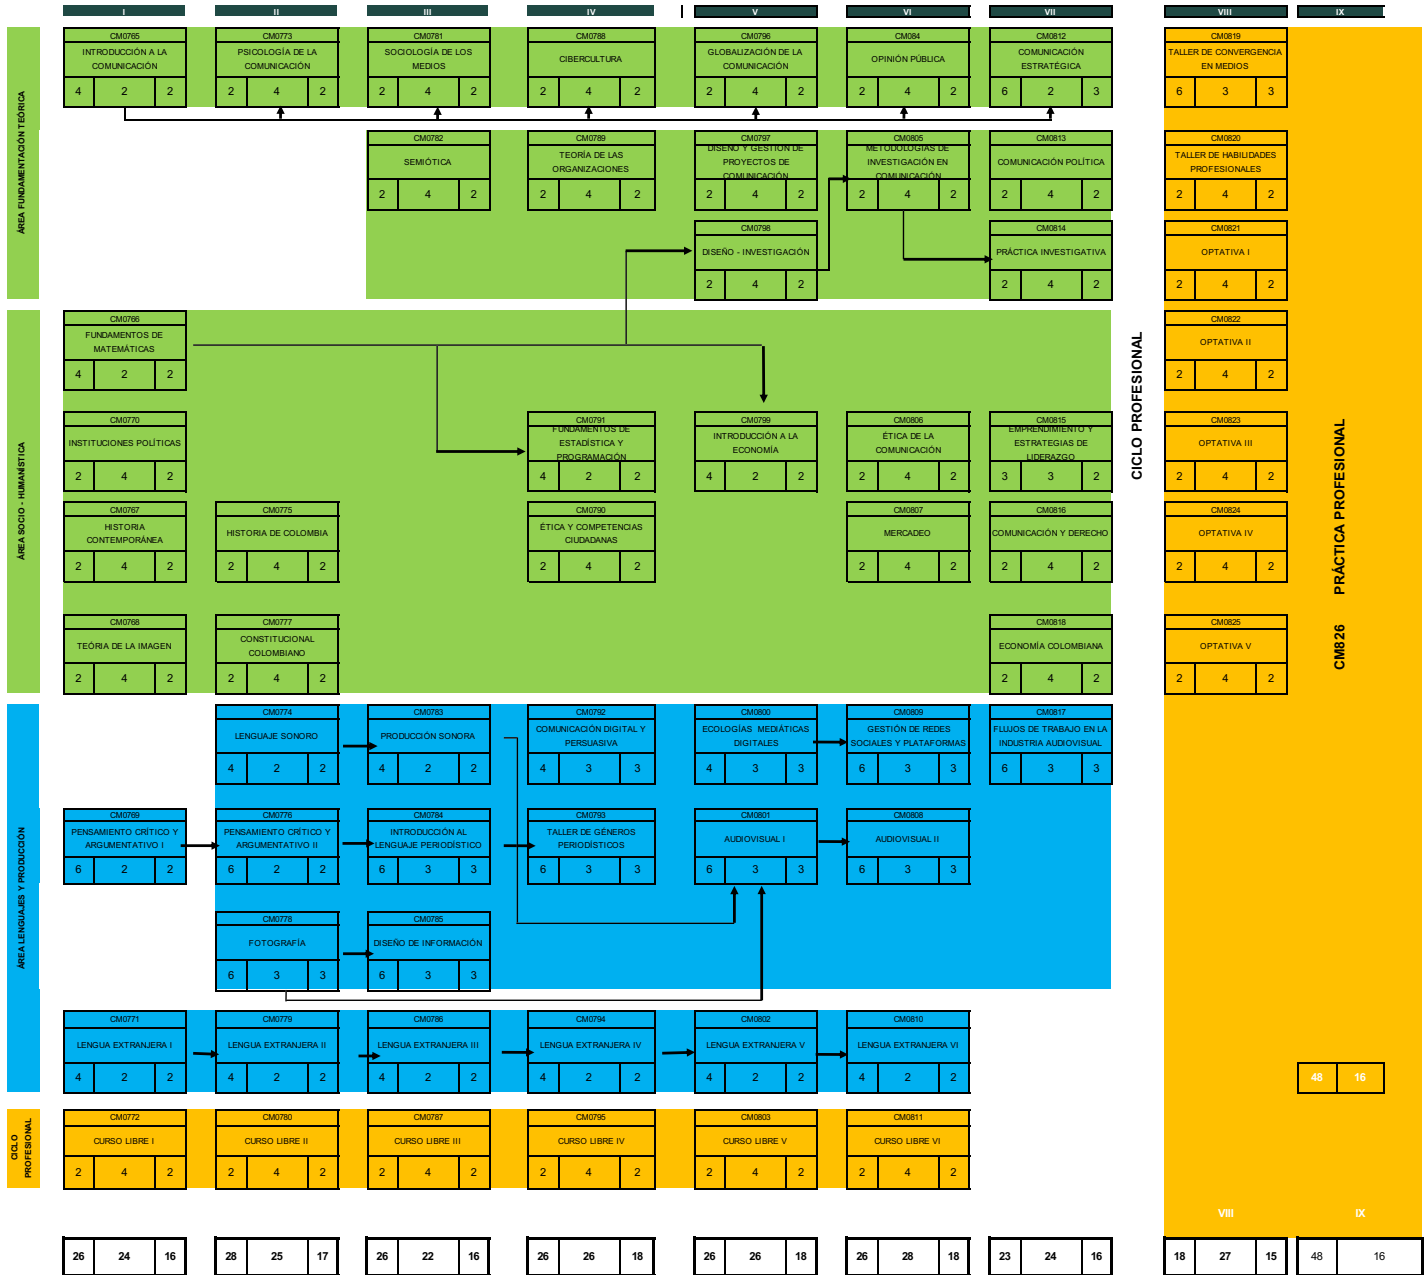 I II III IV V VI VII VIII IX
ÁREA FUNDAMENTACIÓN TEÓRICA
CM0765 CM0773 CM0781 CM0788 CM0796 CM084 CM0812 CM0819
INTRODUCCIÓN A LA PSICOLOGÍA DE LA SOCIOLOGÍA DE LOS CIBERCULTURA GLOBALIZACIÓN DE LA OPINIÓN PÚBLICA COMUNICACIÓN TALLER DE CONVERGENCIA
COMUNICACIÓN COMUNICACIÓN MEDIOS COMUNICACIÓN ESTRATÉGICA EN MEDIOS
4 2 2 2 4 2 2 4 2 2 4 2 2 4 2 2 4 2 6 2 3 6 3 3
CM0782 CM0789 CM0797 CM0805 CM0813 CM0820
SEMIÓTICA TEORÍA DE LAS DISEÑO Y GESTIÓN DE METODOLOGÍAS DE COMUNICACIÓN POLÍTICA TALLER DE HABILIDADES
ORGANIZACIONES PROYECTOS DE INVESTIGACIÓN EN PROFESIONALES
COMUNICACIÓN COMUNICACIÓN
2 4 2 2 4 2 2 4 2 2 4 2 2 4 2 2 4 2
CM0798 CM0814 CM0821
DISEÑO - INVESTIGACIÓN PRÁCTICA INVESTIGATIVA OPTATIVA I
2 4 2 2 4 2 2 4 2
ÁREA SOCIO - HUMANÍSTICA
CM0766 CM0822
FUNDAMENTOS DE OPTATIVA II
MATEMÁTICAS
4 2 2 2 4 2
CICLO PROFESIONAL
CM0770 CM0791 CM0799 CM0806 CM0815 CM0823
INSTITUCIONES POLÍTICAS FUNDAMENTOS DE INTRODUCCIÓN A LA ÉTICA DE LA EMPRENDIMIENTO Y OPTATIVA III
ESTADÍSTICA Y ECONOMÍA COMUNICACIÓN ESTRATEGIAS DE
PROGRAMACIÓN LIDERAZGO
2 4 2 4 2 2 4 2 2 2 4 2 3 3 2 2 4 2
CM0767 CM0775 CM0790 CM0807 CM0816 CM0824
HISTORIA HISTORIA DE COLOMBIA ÉTICA Y COMPETENCIAS MERCADEO COMUNICACIÓN Y DERECHO OPTATIVA IV
CONTEMPORÁNEA CIUDADANAS
2 4 2 2 4 2 2 4 2 2 4 2 2 4 2 2 4 2
CM826 PRÁCTICA PROFESIONAL
CM0768 CM0777 CM0818 CM0825
TEÓRIA DE LA IMAGEN CONSTITUCIONAL ECONOMÍA COLOMBIANA OPTATIVA V
COLOMBIANO
2 4 2 2 4 2 2 4 2 2 4 2
ÁREA LENGUAJES Y PRODUCCIÓN
CM0774 CM0783 CM0792 CM0800 CM0809 CM0817
LENGUAJE SONORO PRODUCCIÓN SONORA COMUNICACIÓN DIGITAL Y ECOLOGÍAS MEDIÁTICAS GESTIÓN DE REDES FLUJOS DE TRABAJO EN LA
PERSUASIVA DIGITALES SOCIALES Y PLATAFORMAS INDUSTRIA AUDIOVISUAL
4 2 2 4 2 2 4 3 3 4 3 3 6 3 3 6 3 3
CM0769 CM0776 CM0784 CM0793 CM0801 CM0808
PENSAMIENTO CRÍTICO Y PENSAMIENTO CRÍTICO Y INTRODUCCIÓN AL TALLER DE GÉNEROS AUDIOVISUAL I AUDIOVISUAL II
ARGUMENTATIVO I ARGUMENTATIVO II LENGUAJE PERIODÍSTICO PERIODÍSTICOS
6 2 2 6 2 2 6 3 3 6 3 3 6 3 3 6 3 3
CM0778 CM0785
FOTOGRAFÍA DISEÑO DE INFORMACIÓN
6 3 3 6 3 3
CM0771 CM0779 CM0786 CM0794 CM0802 CM0810
LENGUA EXTRANJERA I LENGUA EXTRANJERA II LENGUA EXTRANJERA III LENGUA EXTRANJERA IV LENGUA EXTRANJERA V LENGUA EXTRANJERA VI
4 2 2 4 2 2 4 2 2 4 2 2 4 2 2 4 2 2 48 16
CICLO
PROFESIONAL
CM0772 CM0780 CM0787 CM0795 CM0803 CM0811
CURSO LIBRE I CURSO LIBRE II CURSO LIBRE III CURSO LIBRE IV CURSO LIBRE V CURSO LIBRE VI
2 4 2 2 4 2 2 4 2 2 4 2 2 4 2 2 4 2
VIII IX
26 24 16 28 25 17 26 22 16 26 26 18 26 26 18 26 28 18 23 24 16 18 27 15 48 16